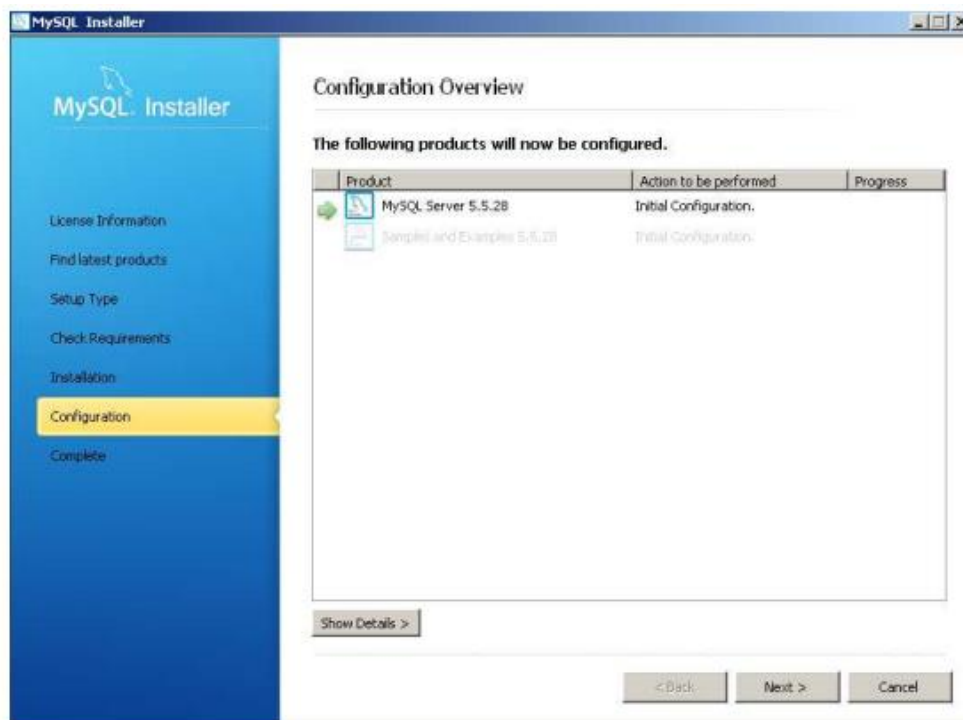 MySQL Installer
MySQL Installer
License Information
Find latest products
Setup Type
Check Requirements
Installation
Configuration
Complete
Configuration Overview
The following products will now be configured.
Product Action to be performed Progress
MySQL Server 5.5.28 Initial Configuration.
Samples and Examples 5.5.28 Initial Configuration.
Show Details >
< Back Next > Cancel